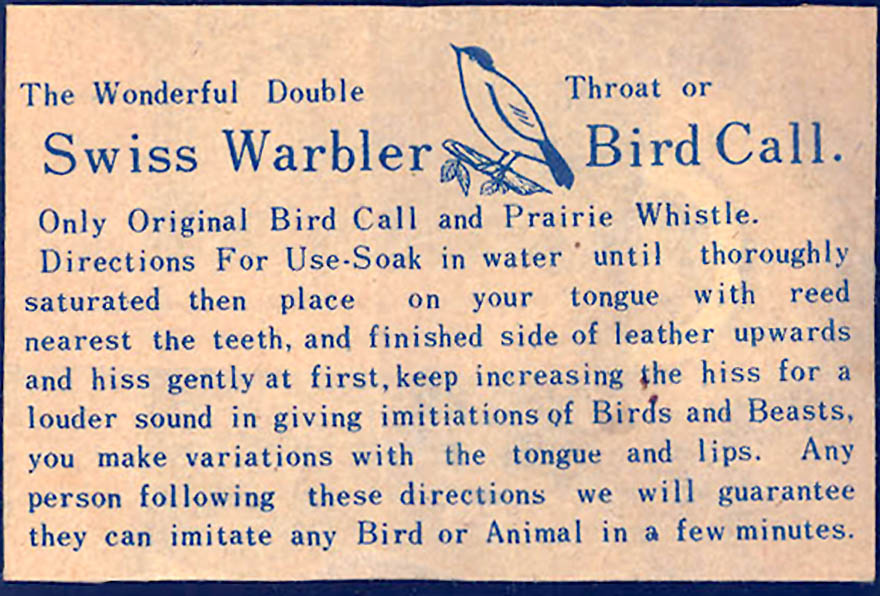 The Wonderful Double Throat or
Swiss Warbler Bird Call.
Only Original Bird Call and Prairie Whistle.
Directions For Use-Soak in water until thoroughly
saturated then place on your tongue with reed
nearest the teeth, and finished side of leather upwards
and hiss gently at first, keep increasing the hiss for a
louder sound in giving imitiations of Birds and Beasts,
you make variations with the tongue and lips. Any
person following these directions we will guarantee
they can imitate any Bird or Animal in a few minutes.